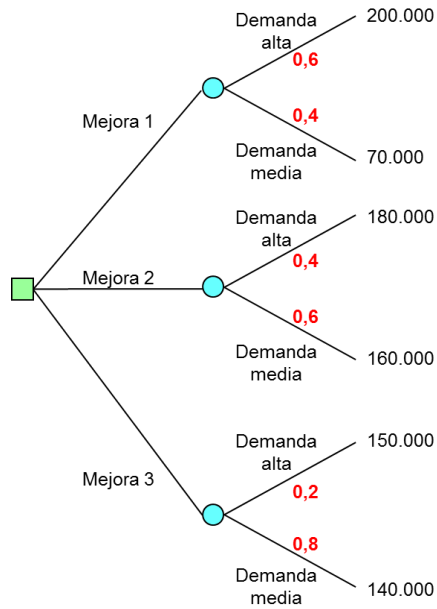 Demanda
alta
200.000
0,6
Mejora 1
0,4
Demanda
media
70.000
Demanda
alta
180.000
0,4
Mejora 2
0,6
Demanda
media
160.000
Demanda
alta
150.000
Mejora 3
0,2
0,8
Demanda
media
140.000